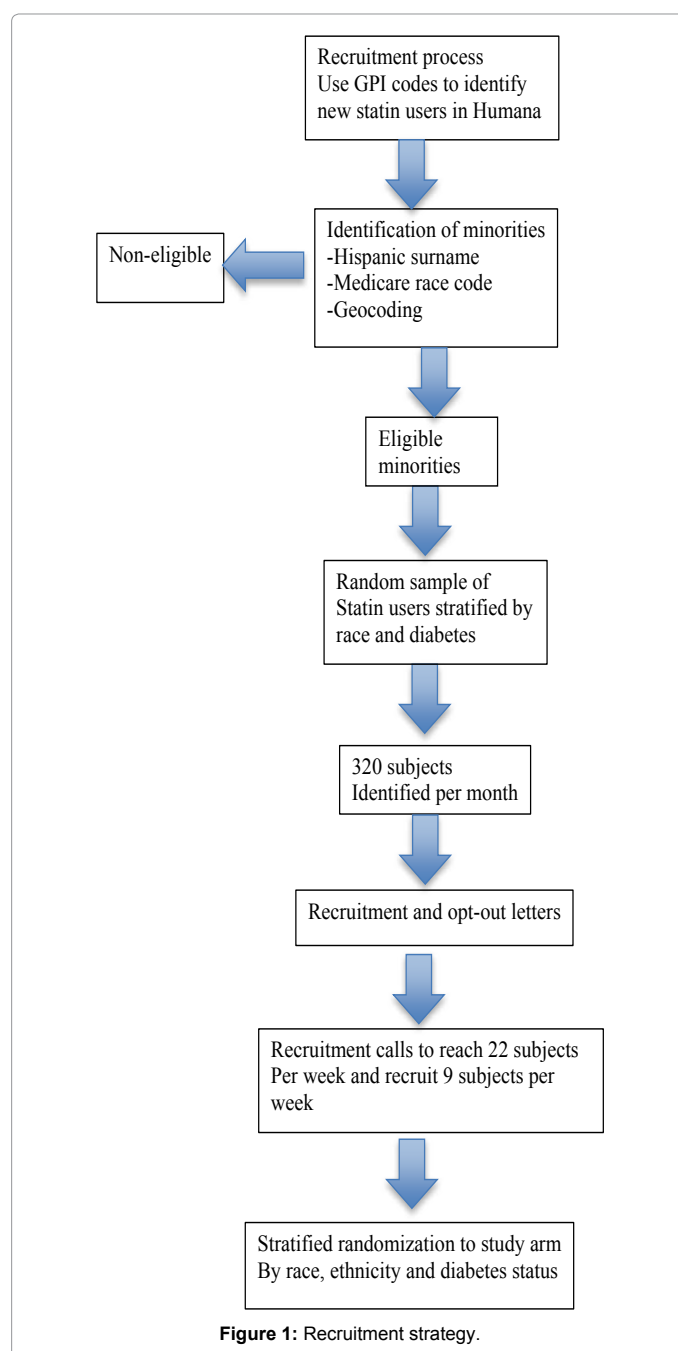 Recruitment process
Use GPI codes to identify
new statin users in Humana
Identification of minorities
-Hispanic surname
-Medicare race code
-Geocoding
Non-eligible
Eligible
minorities
Random sample of
Statin users stratified by
race and diabetes
320 subjects
Identified per month
Recruitment and opt-out letters
Recruitment calls to reach 22 subjects
Per week and recruit 9 subjects per
week
Stratified randomization to study arm
By race, ethnicity and diabetes status
Figure 1: Recruitment strategy.